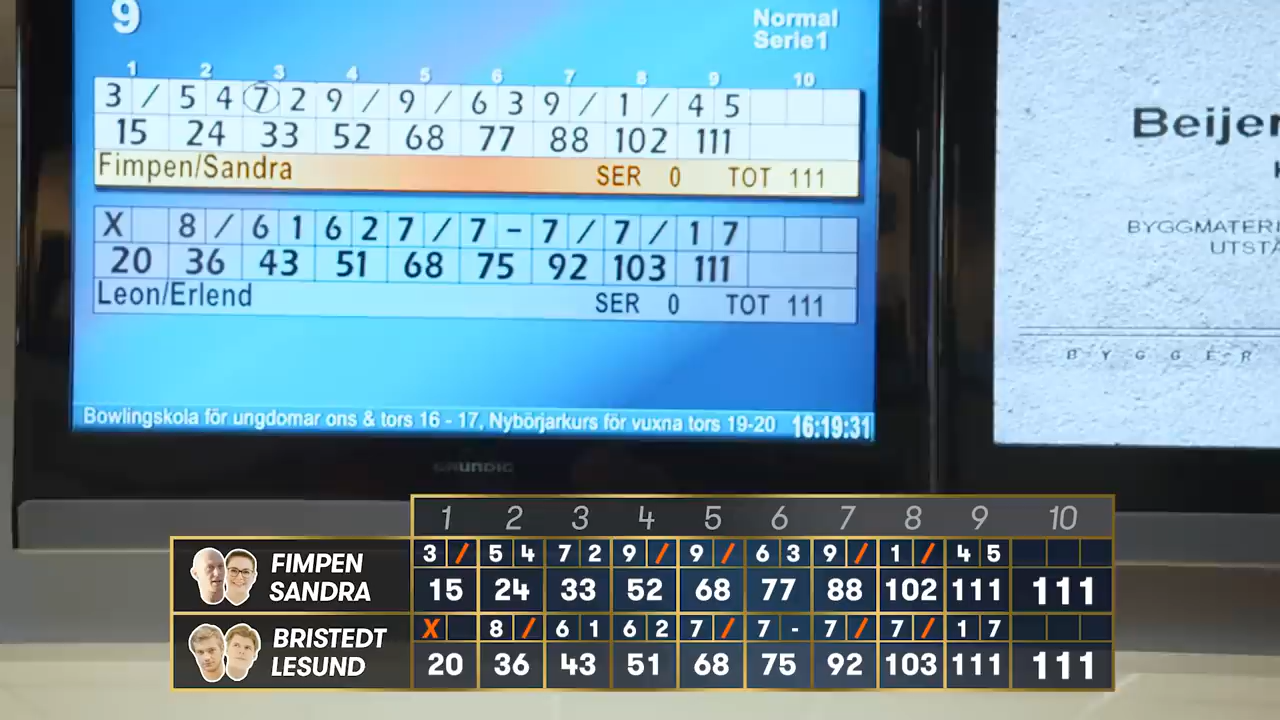 9
Normal
Serie1
1 2 3 4 5 6 7 8 9 10
3 / 5 4 7 2 9 / 9 / 6 3 9 / 1 / 4 5
15 24 33 52 68 77 88 102 111
Fimpen/Sandra SER 0 TOT 111
X 8 / 6 1 6 2 7 / 7 - 7 / 7 / 1 7
20 36 43 51 68 75 92 103 111
Leon/Erlend SER 0 TOT 111
Bowlingskola för ungdomar ons & tors 16 - 17, Nybörjarkurs för vuxna tors 19-20 16:19:31
GRUNDIG
Beijer
BYGGMATERI
UTSTÄ
BYGGER
1 2 3 4 5 6 7 8 9 10
FIMPEN
SANDRA
3 / 5 4 7 2 9 / 9 / 6 3 9 / 1 / 4 5
15 24 33 52 68 77 88 102 111 111
BRISTEDT
LESUND
X 8 / 6 1 6 2 7 / 7 - 7 / 7 / 1 7
20 36 43 51 68 75 92 103 111 111